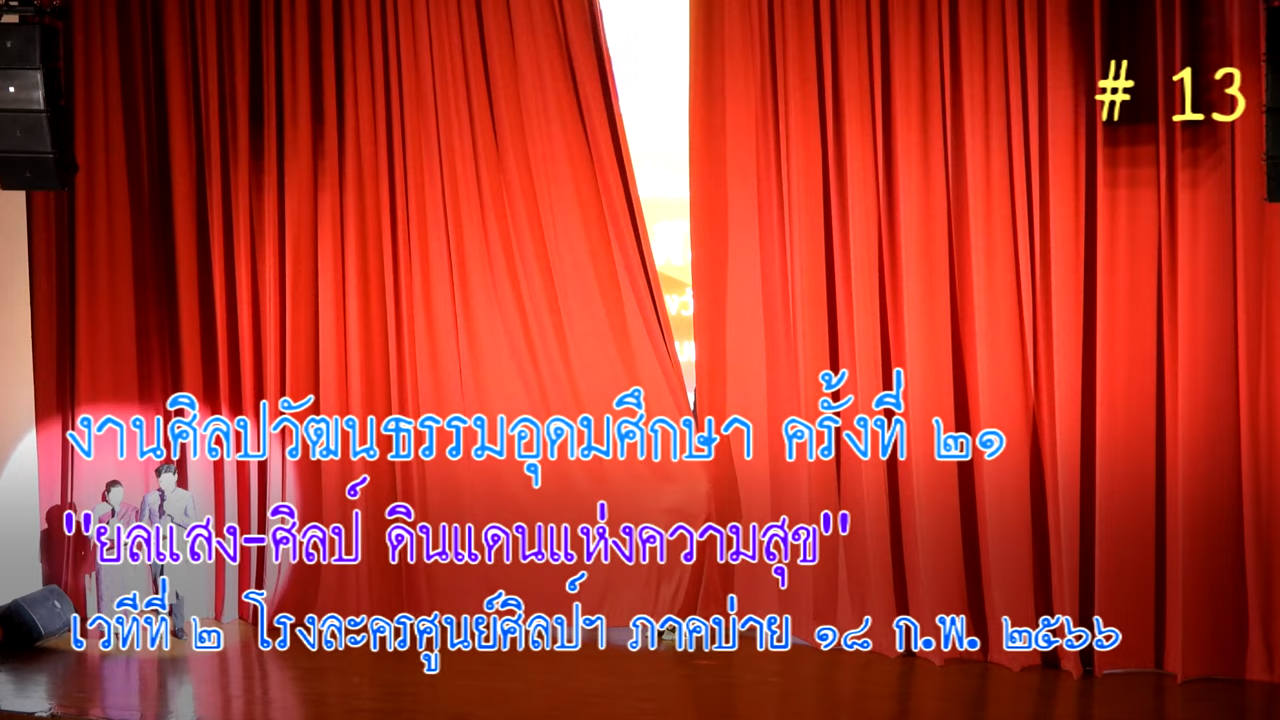 # 13
งานศิลปวัฒนธรรมอุดมศึกษา ครั้งที่ ๒๑
"ยลแสง-ศิลป์ ดินแดนแห่งความสุข"
เวทีที่ ๒ โรงละครศูนย์ศิลป์ฯ ภาคบ่าย ๑๘ ก.พ. ๒๕๖๖